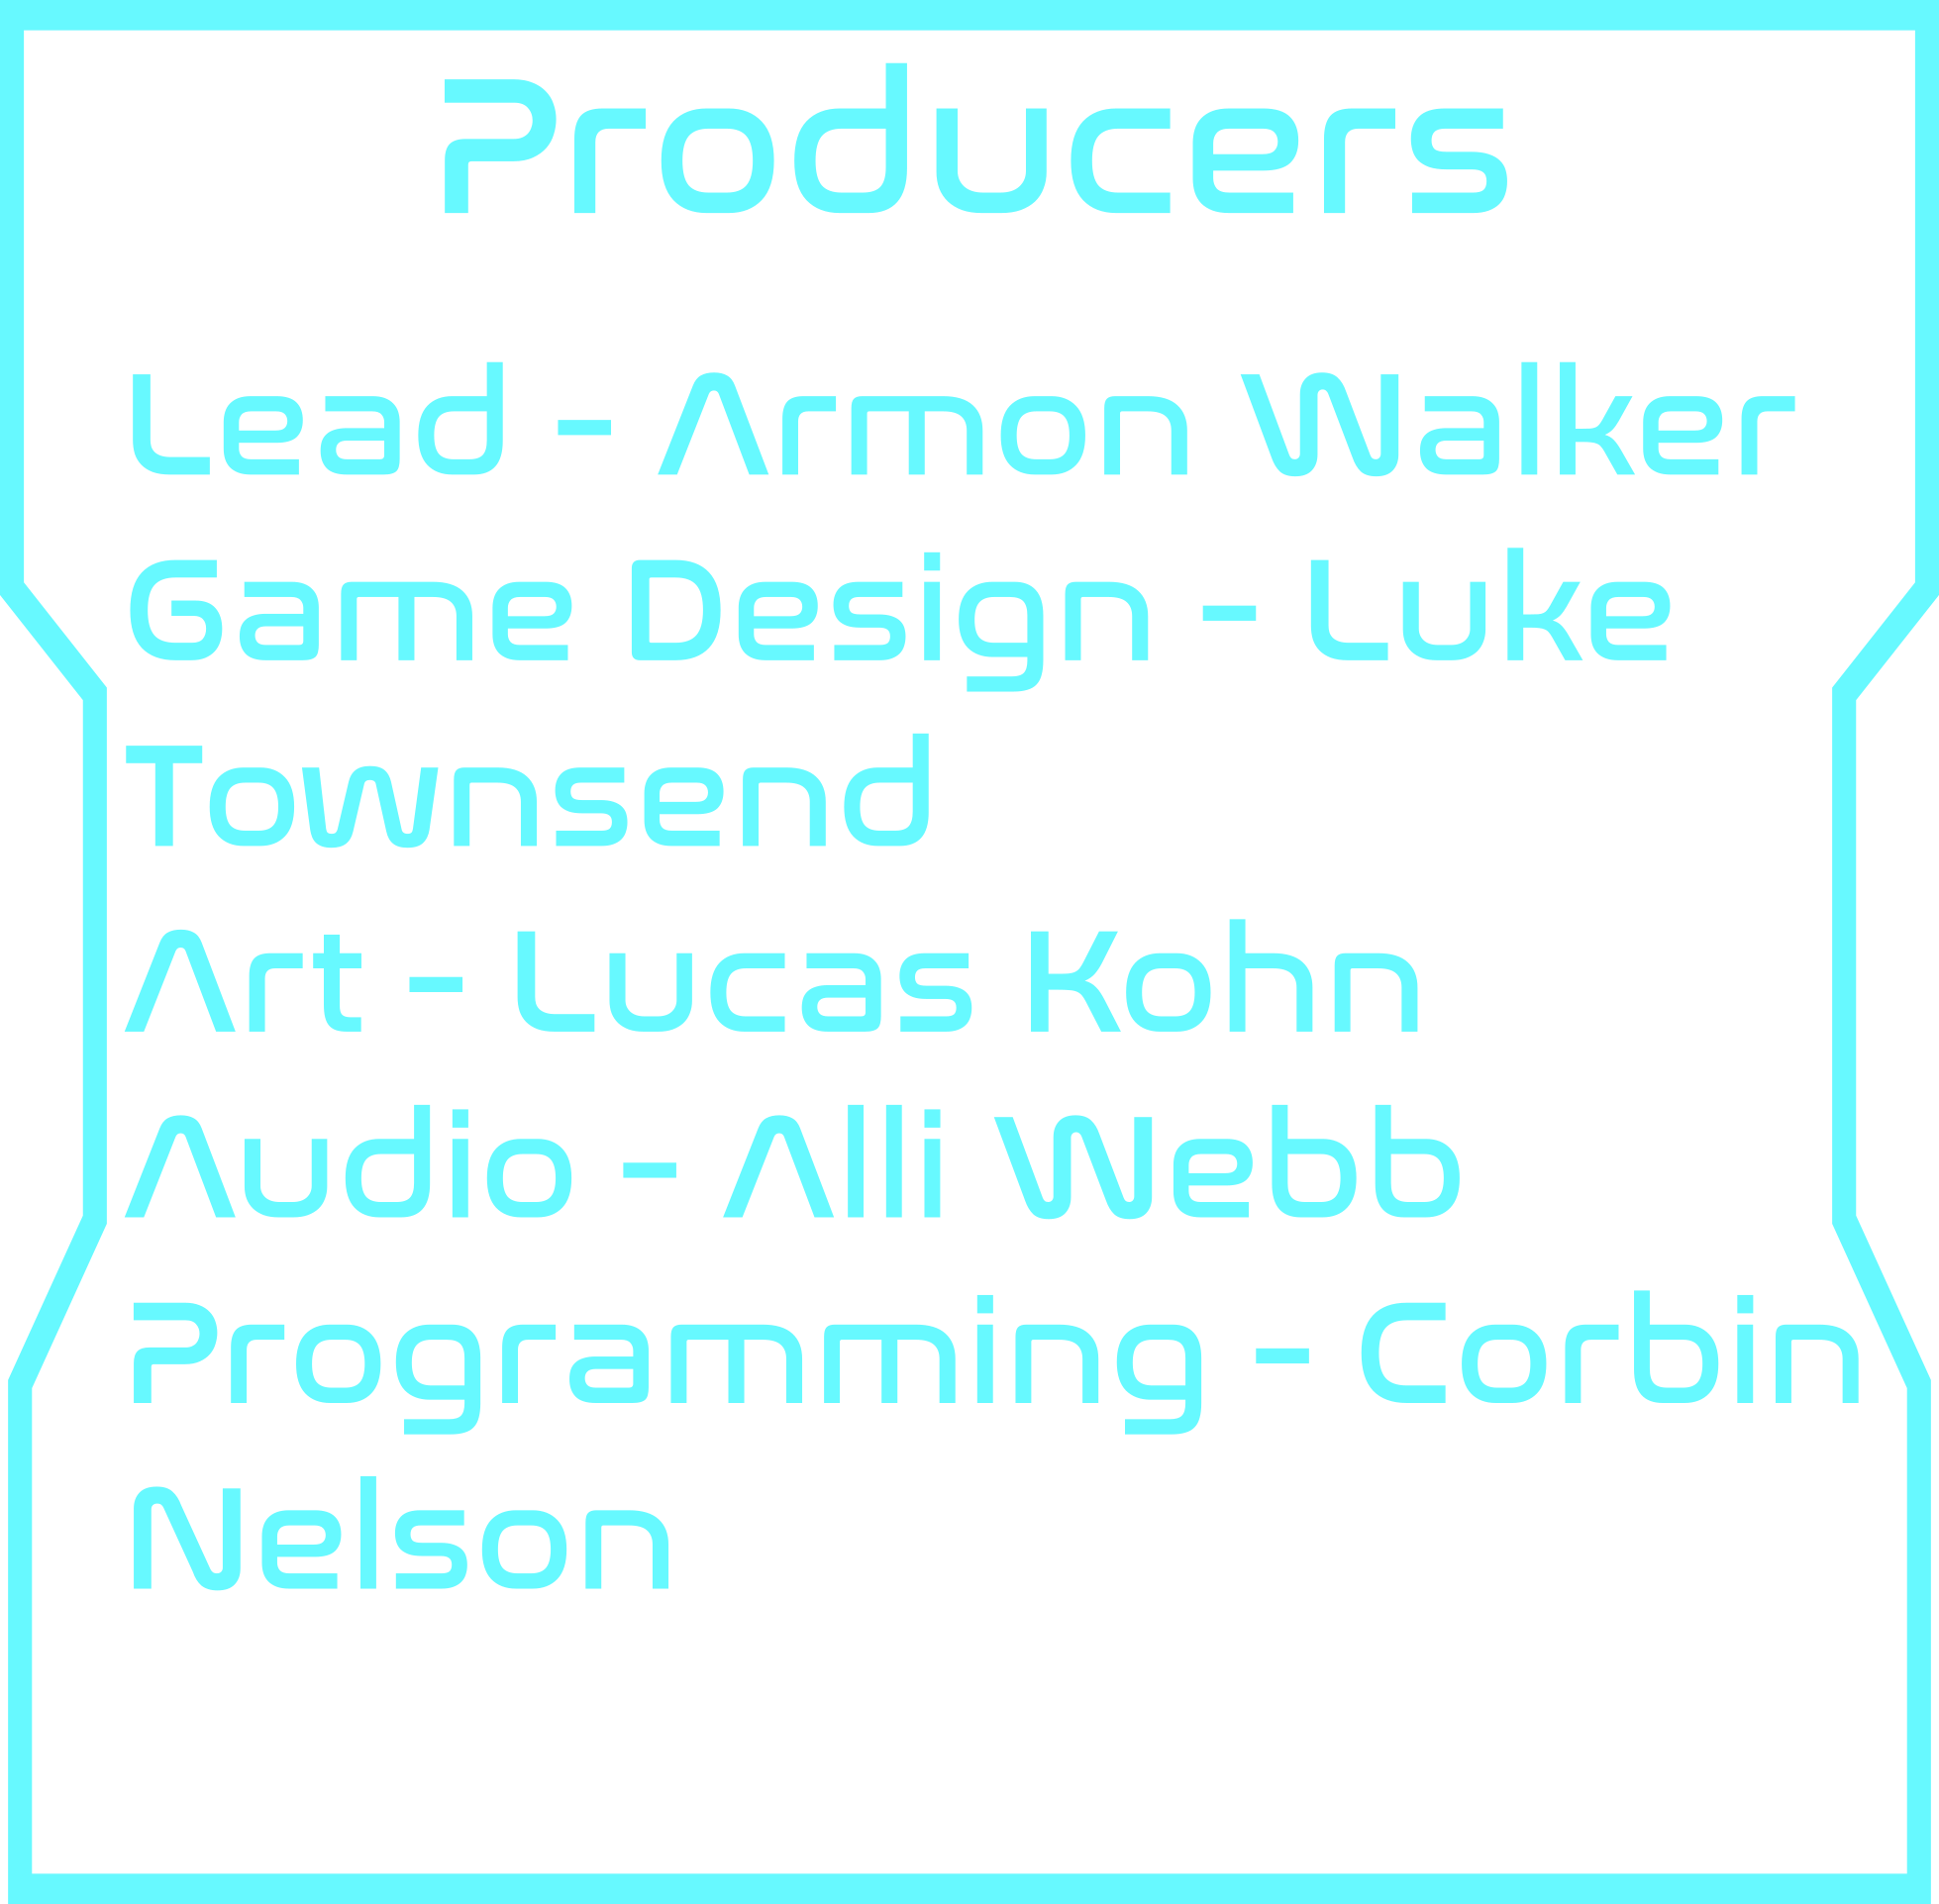 Producers
Lead - Armon Walker
Game Design - Luke
Townsend
Art - Lucas Kohn
Audio - Alli Webb
Programming - Corbin
Nelson